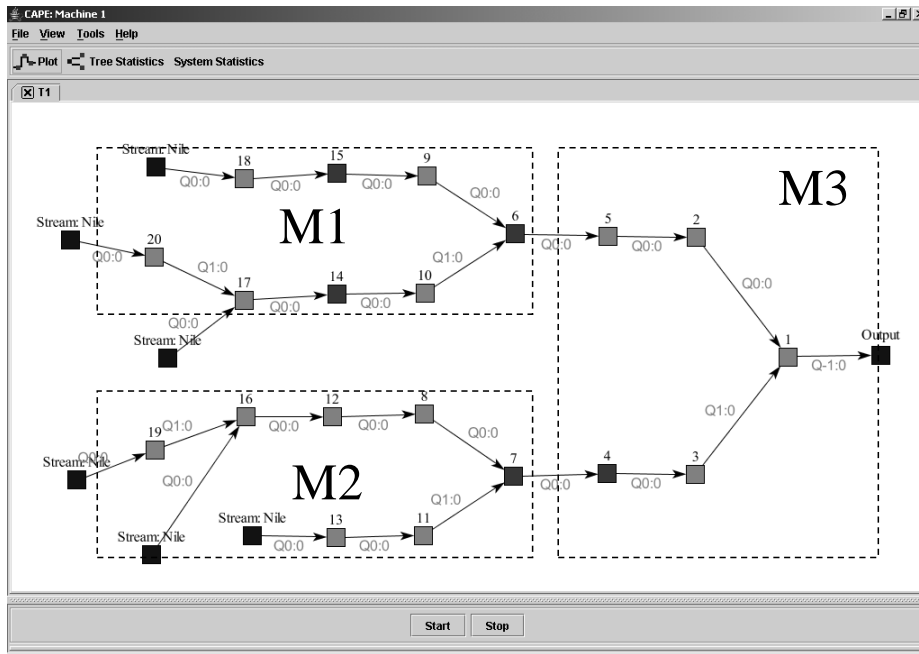 CAPE: Machine 1
File View Tools Help
Plot Tree Statistics System Statistics
T1
Stream: Nile
18
15
9
Q0:0
Q0:0
Q0:0
Q0:0
M1
M3
Stream: Nile
20
Q0:0
Q1:0
6
5
2
Q0:0
Q0:0
17
14
10
Q1:0
Q0:0
Q0:0
Q0:0
Q0:0
Stream: Nile
1
Output
Q-1:0
16
12
8
19
Q1:0
Q0:0
Q0:0
Q0:0
Q1:0
Q0:0
Stream: Nile
Q0:0
M2
7
4
3
Q0:0
Q0:0
Stream: Nile
Stream: Nile
13
11
Q1:0
Q0:0
Q0:0
Start Stop